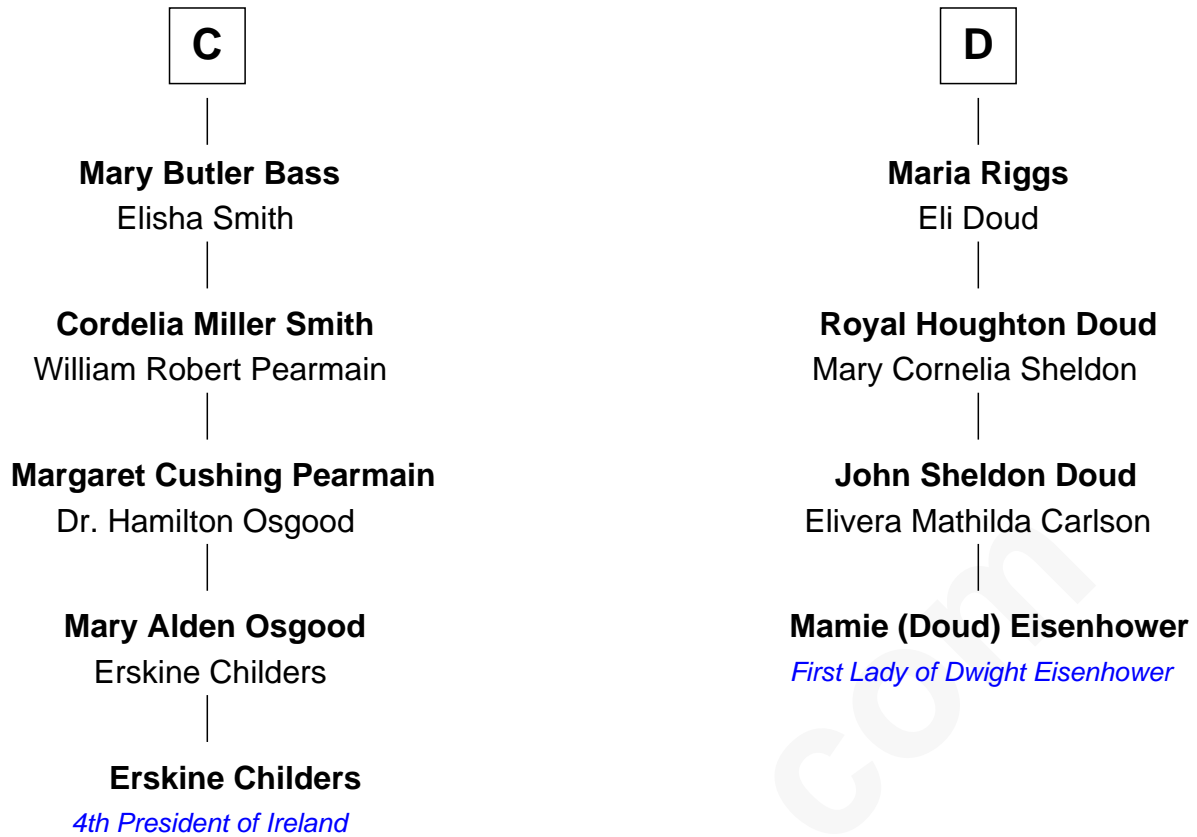 C
Mary Butler Bass
Elisha Smith
Cordelia Miller Smith
William Robert Pearmain
Margaret Cushing Pearmain
Dr. Hamilton Osgood
Mary Alden Osgood
Erskine Childers
Erskine Childers
4th President of Ireland
D
Maria Riggs
Eli Doud
Royal Houghton Doud
Mary Cornelia Sheldon
John Sheldon Doud
Elivera Mathilda Carlson
Mamie (Doud) Eisenhower
First Lady of Dwight Eisenhower
com